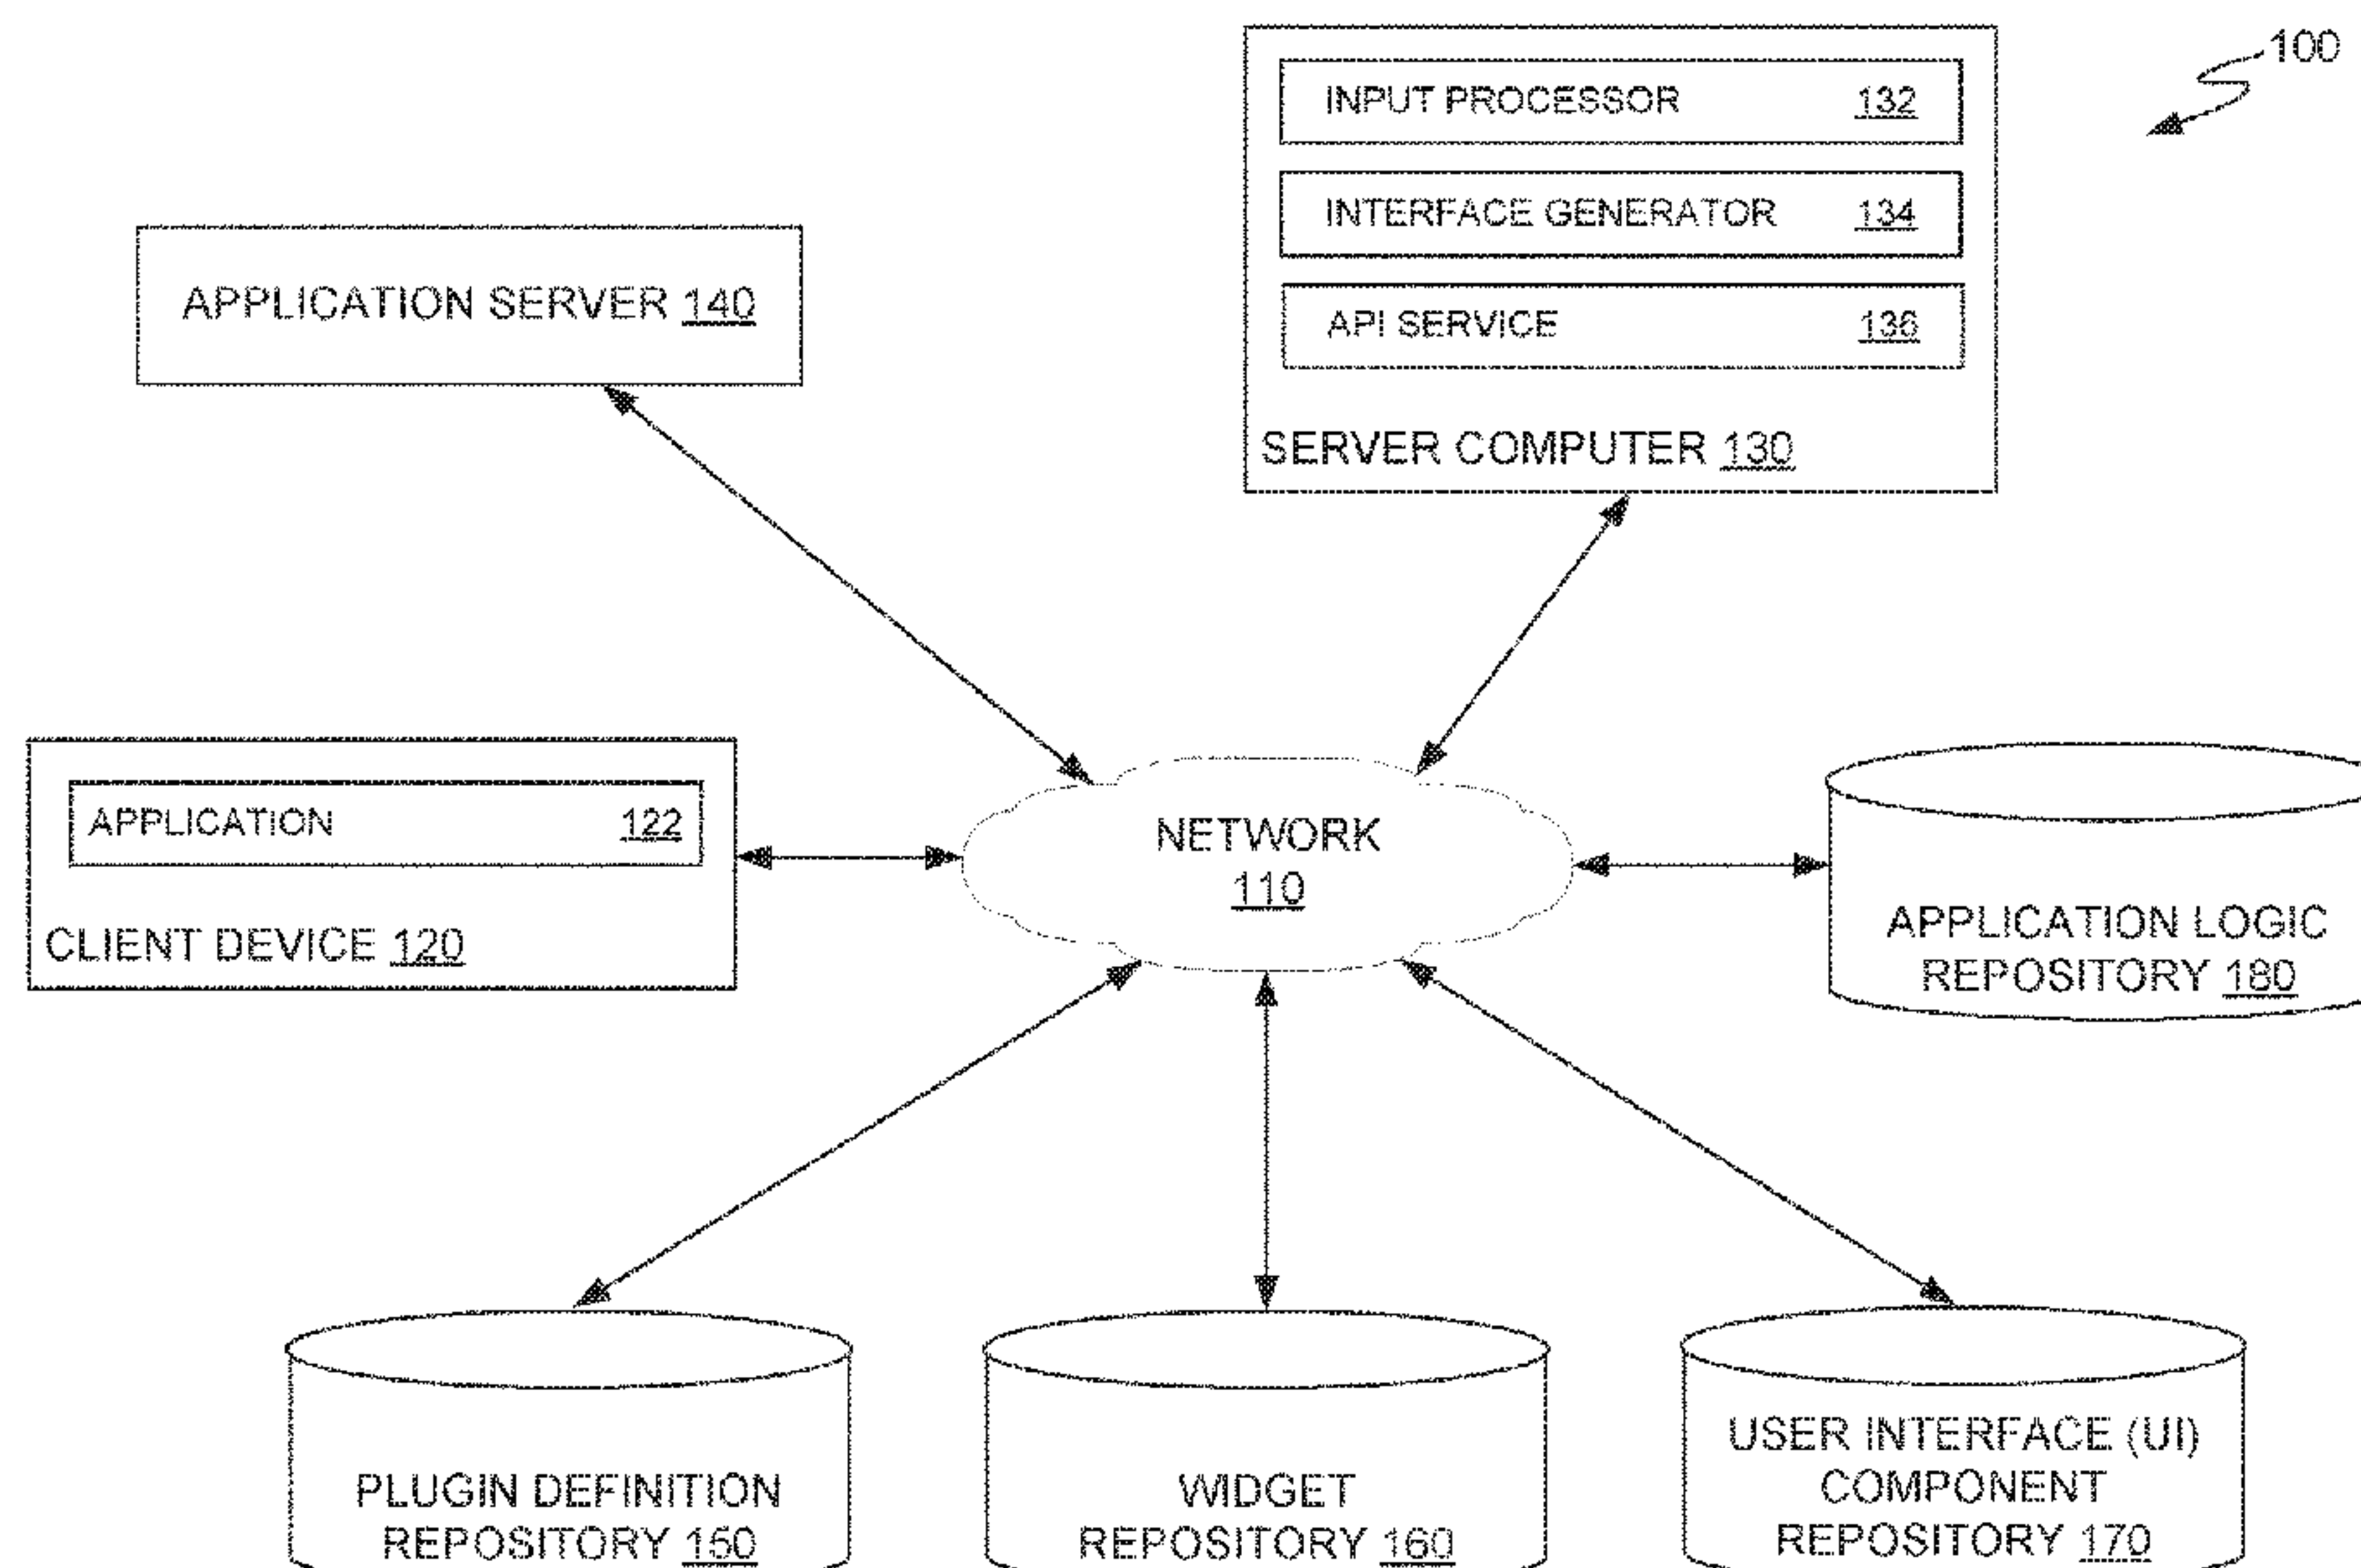 100
INPUT PROCESSOR 132
INTERFACE GENERATOR 134
API SERVICE 136
SERVER COMPUTER 130
APPLICATION SERVER 140
APPLICATION 122
CLIENT DEVICE 120
NETWORK
110
APPLICATION LOGIC
REPOSITORY 180
PLUGIN DEFINITION
REPOSITORY 150
WIDGET
REPOSITORY 160
USER INTERFACE (UI)
COMPONENT
REPOSITORY 170